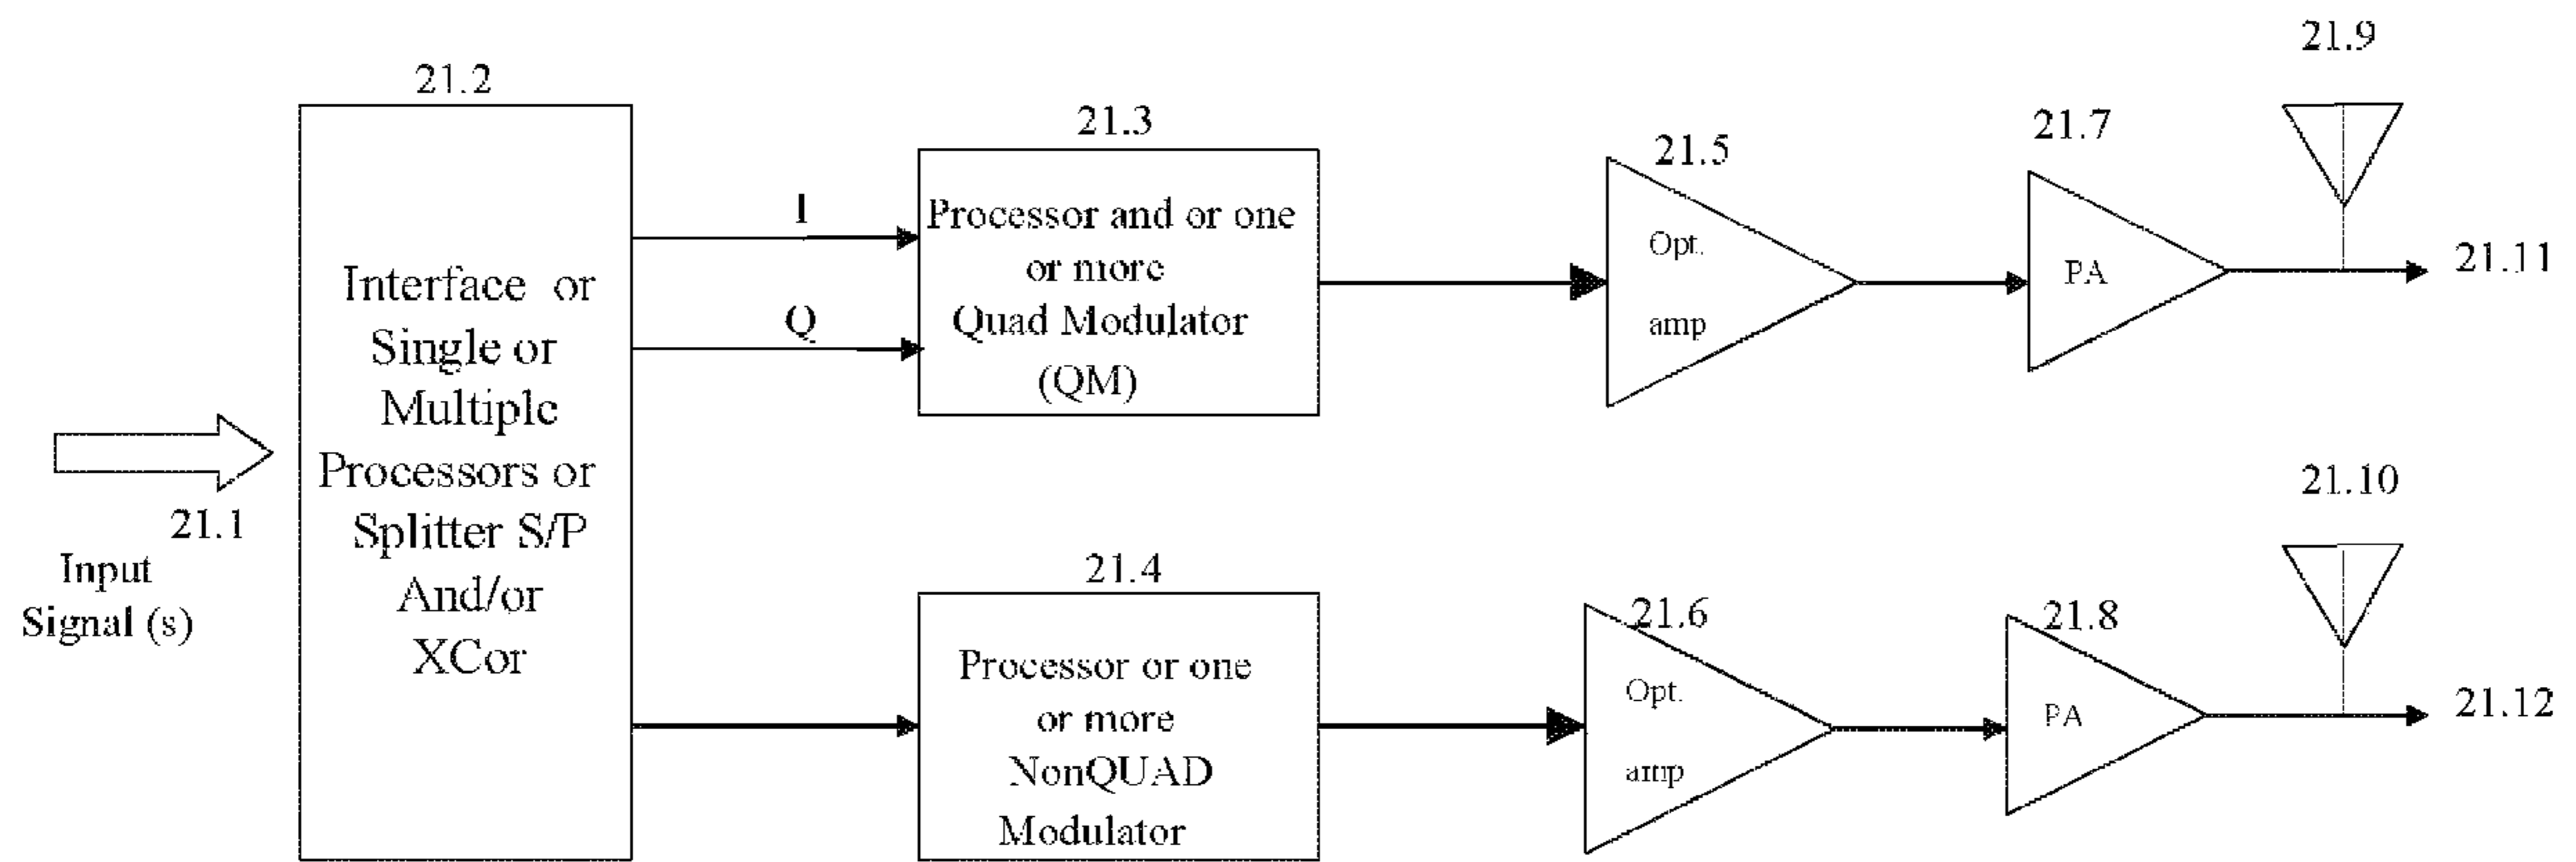 21.1
Input
Signal (s)
21.2
Interface or
Single or
Multiple
Processors or
Splitter S/P
And/or
XCor
I
Q
21.3
Processor and or one
or more
Quad Modulator
(QM)
21.5
Opt.
amp
21.7
PA
21.9
21.11
21.4
Processor or one
or more
NonQUAD
Modulator
21.6
Opt.
amp
21.8
PA
21.10
21.12